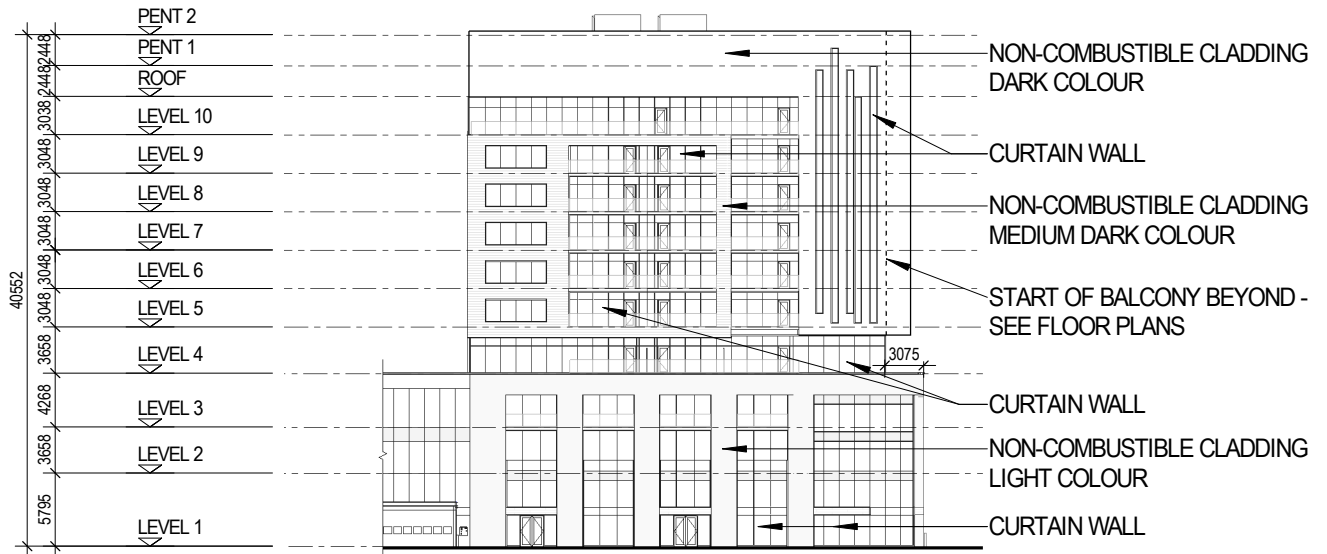 PENT 2
PENT 1
ROOF
LEVEL 10
LEVEL 9
LEVEL 8
LEVEL 7
LEVEL 6
LEVEL 5
LEVEL 4
LEVEL 3
LEVEL 2
LEVEL 1
40552
2448
2448
3038
3048
3048
3048
3048
3048
3658
4268
3658
5795
NON-COMBUSTIBLE CLADDING
DARK COLOUR
CURTAIN WALL
NON-COMBUSTIBLE CLADDING
MEDIUM DARK COLOUR
START OF BALCONY BEYOND -
SEE FLOOR PLANS
3075
CURTAIN WALL
NON-COMBUSTIBLE CLADDING
LIGHT COLOUR
CURTAIN WALL